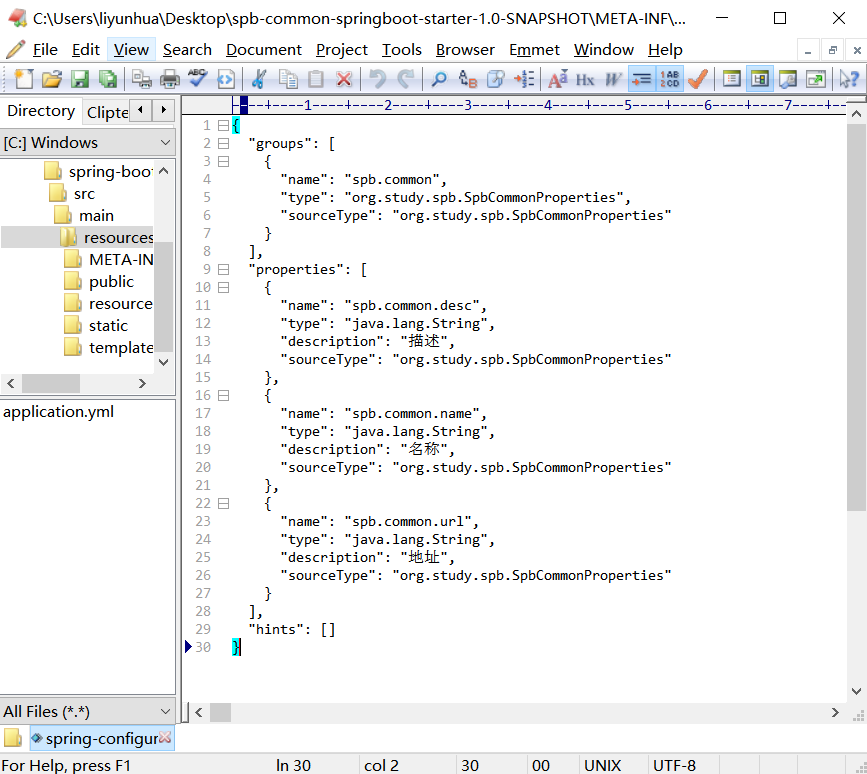 C:\Users\liyunhua\Desktop\spb-common-springboot-starter-1.0-SNAPSHOT\META-INF\...
File Edit View Search Document Project Tools Browser Emmet Window Help
Directory Clipte
[C:] Windows
spring-boot
src
main
resources
META-IN
public
resource
static
template
application.yml
All Files (*.*)
----+----1----+----2----+----3----+----4----+----5----+----6----+----7----+--
1 {
2 "groups": [
3 {
4 "name": "spb.common",
5 "type": "org.study.spb.SpbCommonProperties",
6 "sourceType": "org.study.spb.SpbCommonProperties"
7 }
8 ],
9 "properties": [
10 {
11 "name": "spb.common.desc",
12 "type": "java.lang.String",
13 "description": "描述",
14 "sourceType": "org.study.spb.SpbCommonProperties"
15 },
16 {
17 "name": "spb.common.name",
18 "type": "java.lang.String",
19 "description": "名称",
20 "sourceType": "org.study.spb.SpbCommonProperties"
21 },
22 {
23 "name": "spb.common.url",
24 "type": "java.lang.String",
25 "description": "地址",
26 "sourceType": "org.study.spb.SpbCommonProperties"
27 }
28 ],
29 "hints": []
30 }
spring-configur
For Help, press F1 ln 30 col 2 30 00 UNIX UTF-8